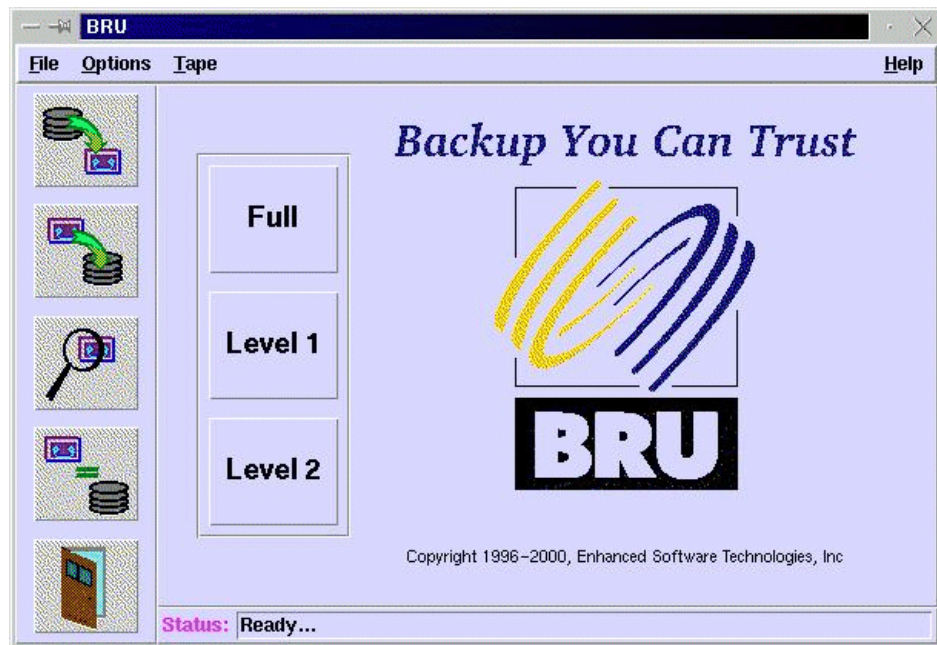 BRU
File Options Tape Help
Backup You Can Trust
Full
Level 1
Level 2
BRU
Copyright 1996-2000, Enhanced Software Technologies, Inc
Status: Ready...